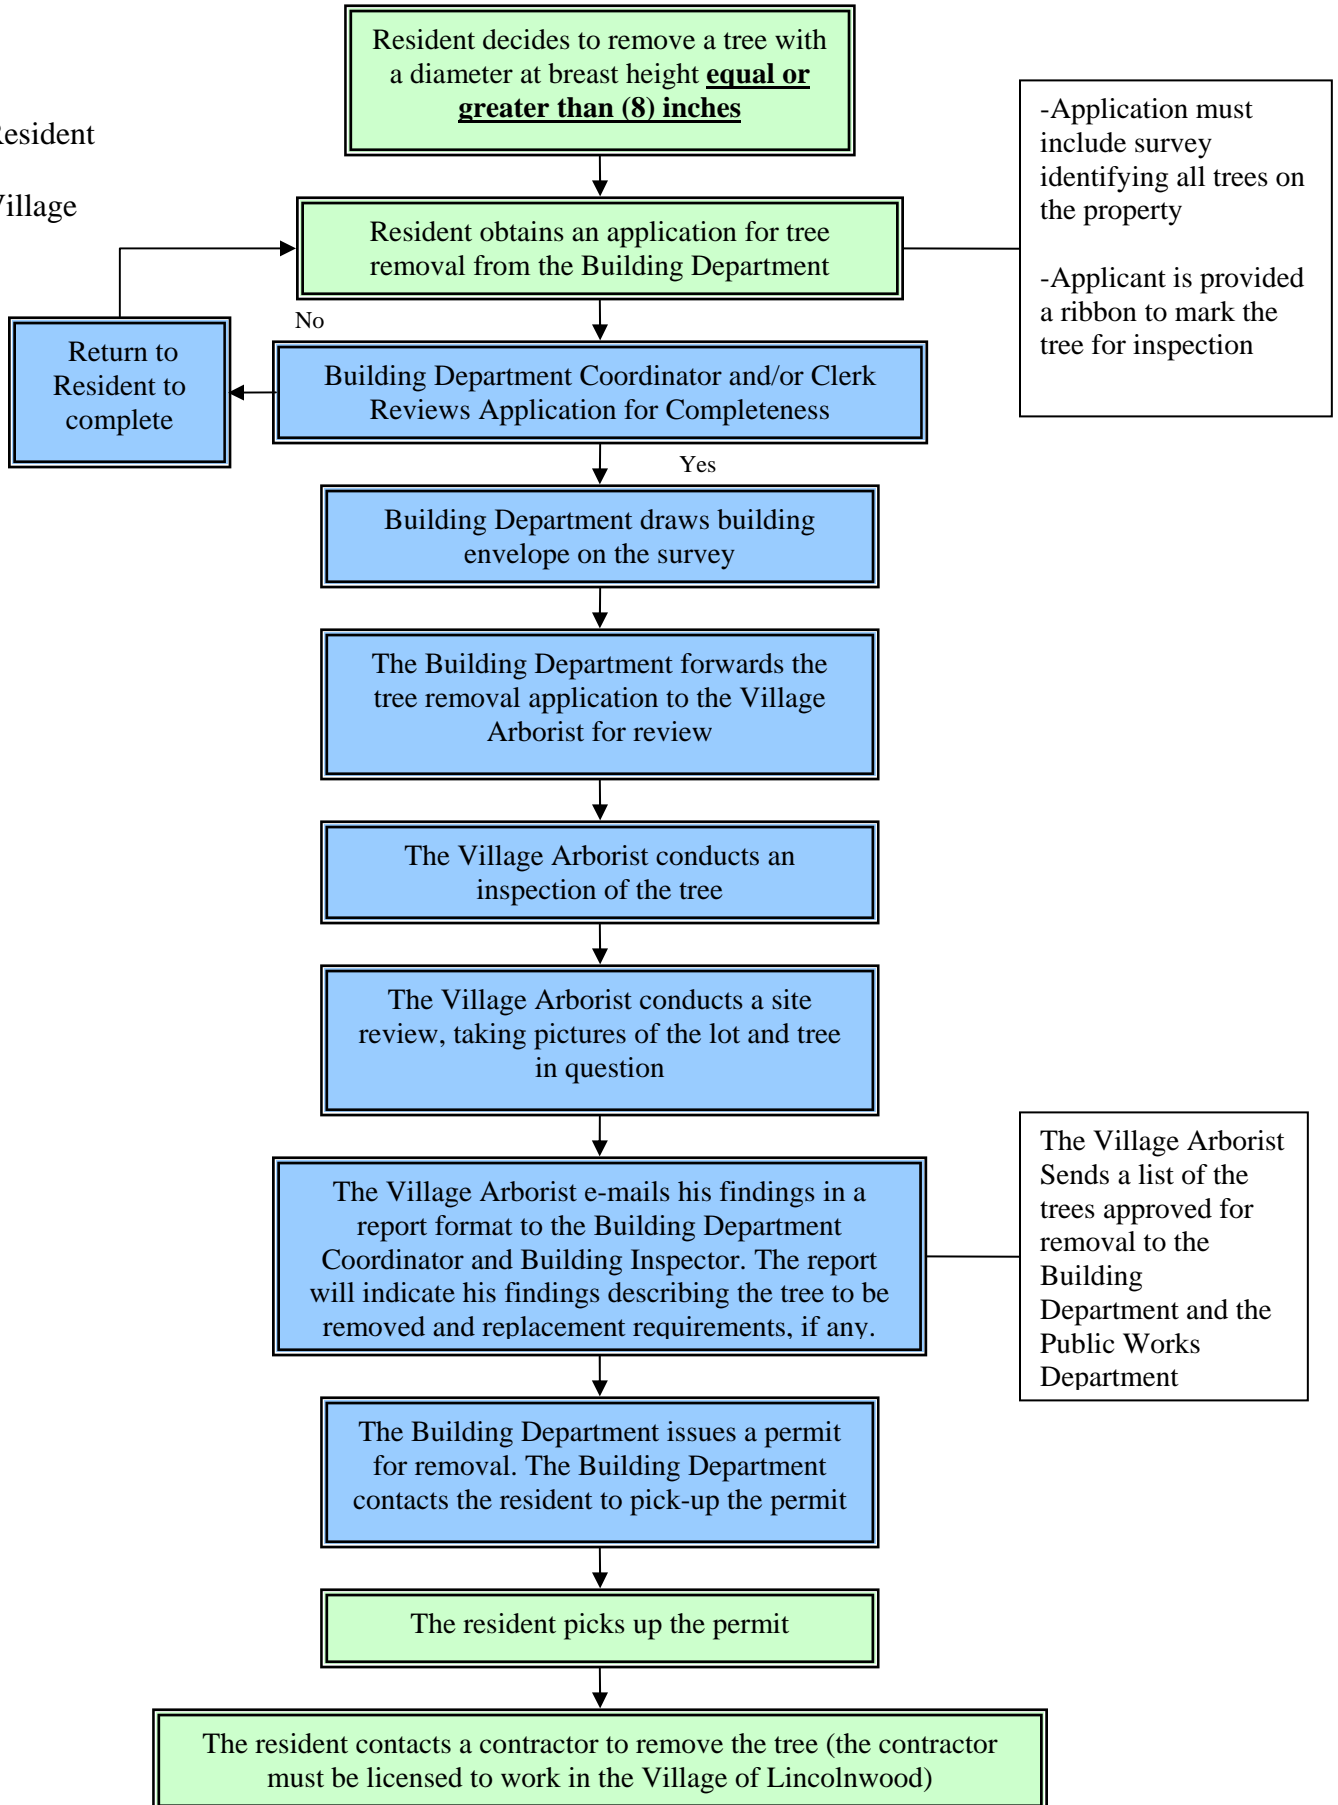 Resident decides to remove a tree with
a diameter at breast height equal or
greater than (8) inches
Resident
Village
-Application must
include survey
identifying all trees on
the property
-Applicant is provided
a ribbon to mark the
tree for inspection
Resident obtains an application for tree
removal from the Building Department
No
Return to
Resident to
complete
Building Department Coordinator and/or Clerk
Reviews Application for Completeness
Yes
Building Department draws building
envelope on the survey
The Building Department forwards the
tree removal application to the Village
Arborist for review
The Village Arborist conducts an
inspection of the tree
The Village Arborist conducts a site
review, taking pictures of the lot and tree
in question
The Village Arborist e-mails his findings in a
report format to the Building Department
Coordinator and Building Inspector. The report
will indicate his findings describing the tree to be
removed and replacement requirements, if any.
The Village Arborist
Sends a list of the
trees approved for
removal to the
Building
Department and the
Public Works
Department
The Building Department issues a permit
for removal. The Building Department
contacts the resident to pick-up the permit
The resident picks up the permit
The resident contacts a contractor to remove the tree (the contractor
must be licensed to work in the Village of Lincolnwood)